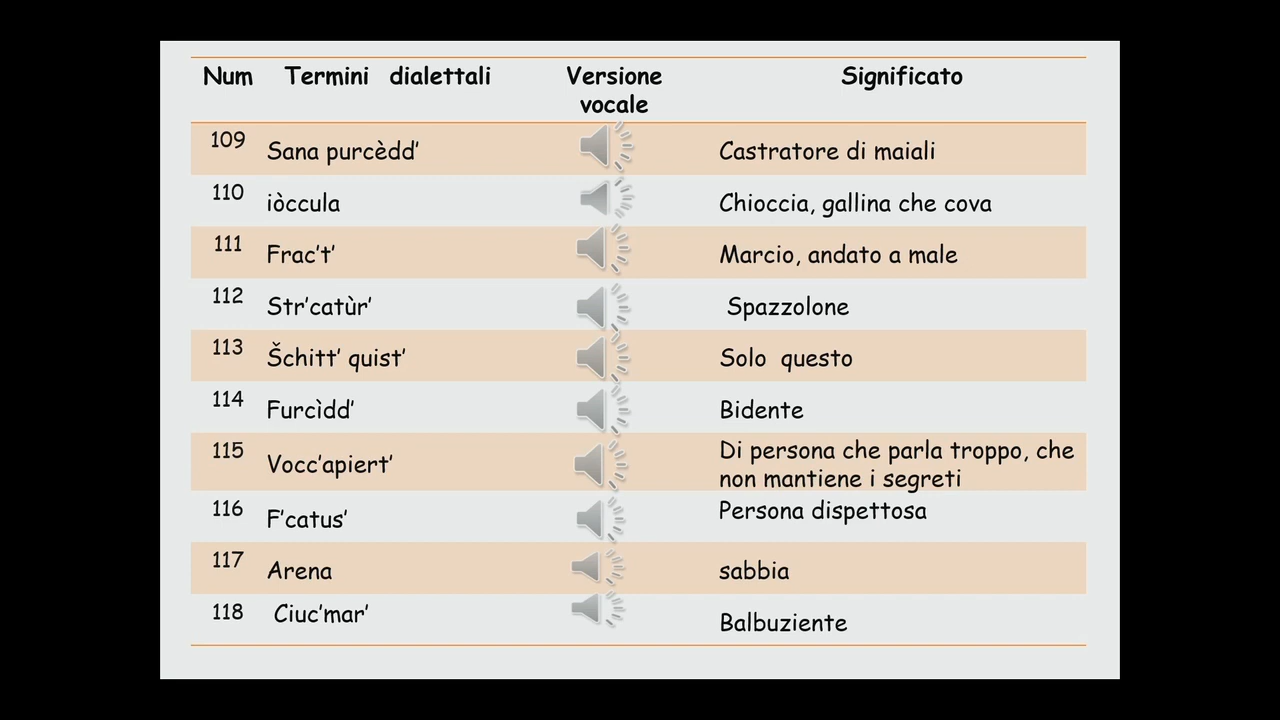 Num Termini dialettali Versione vocale Significato
109 Sana purcèdd’ Castratore di maiali
110 iòccula Chioccia, gallina che cova
111 Frac’t’ Marcio, andato a male
112 Str’catùr’ Spazzolone
113 Šchitt’ quist’ Solo questo
114 Furcìdd’ Bidente
115 Vocc’apiert’ Di persona che parla troppo, che
non mantiene i segreti
116 F’catus’ Persona dispettosa
117 Arena sabbia
118 Ciuc’mar’ Balbuziente